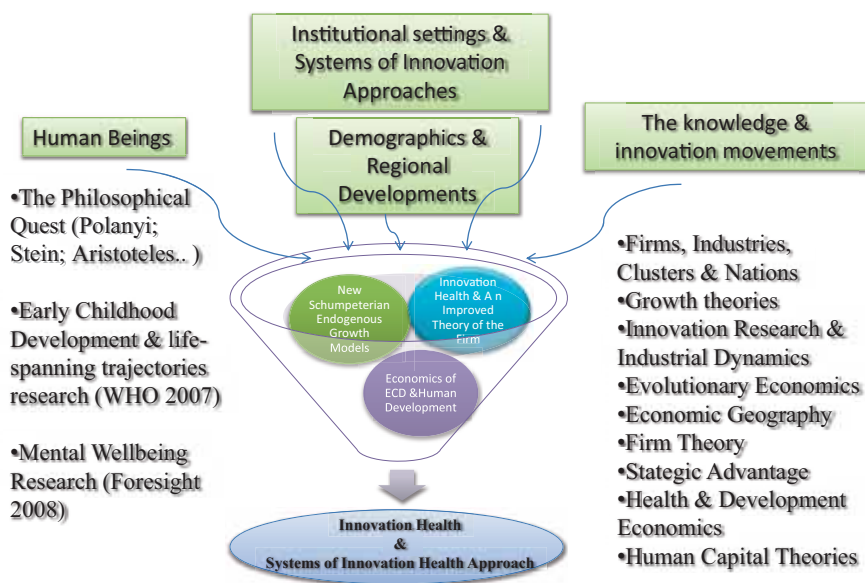 Institutional settings &
Systems of Innovation
Approaches
Human Beings
Demographics &
Regional
Developments
The knowledge &
innovation movements
•The Philosophical
Quest (Polanyi;
Stein; Aristoteles.. )
•Early Childhood
Development & life-
spanning trajectories
research (WHO 2007)
•Mental Wellbeing
Research (Foresight
2008)
New
Schumpeterian
Endogenous
Growth
Models
Innovation
Health & A n
Improved
Theory of the
Firm
Economics of
ECD &Human
Development
•Firms, Industries,
Clusters & Nations
•Growth theories
•Innovation Research &
Industrial Dynamics
•Evolutionary Economics
•Economic Geography
•Firm Theory
•Stategic Advantage
•Health & Development
Economics
•Human Capital Theories
Innovation Health
&
Systems of Innovation Health Approach